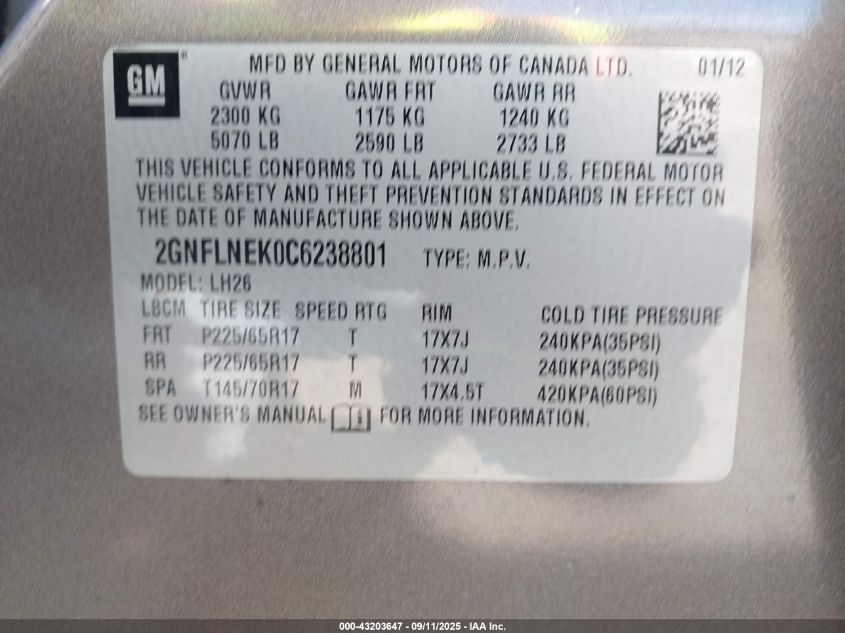 GM
MFD BY GENERAL MOTORS OF CANADA LTD. 01/12
GVWR GAWR FRT GAWR RR
2300 KG 1175 KG 1240 KG
5070 LB 2590 LB 2733 LB
THIS VEHICLE CONFORMS TO ALL APPLICABLE U.S. FEDERAL MOTOR
VEHICLE SAFETY AND THEFT PREVENTION STANDARDS IN EFFECT ON
THE DATE OF MANUFACTURE SHOWN ABOVE.
2GNFLNEK0C6238801 TYPE: M.P.V.
MODEL: LH26
LBCM TIRE SIZE SPEED RTG RIM COLD TIRE PRESSURE
FRT P225/65R17 T 17X7J 240KPA(35PSI)
RR P225/65R17 T 17X7J 240KPA(35PSI)
SPA T145/70R17 M 17X4.5T 420KPA(60PSI)
SEE OWNER'S MANUAL FOR MORE INFORMATION.
000-43203647 - 09/11/2025 - IAA Inc.